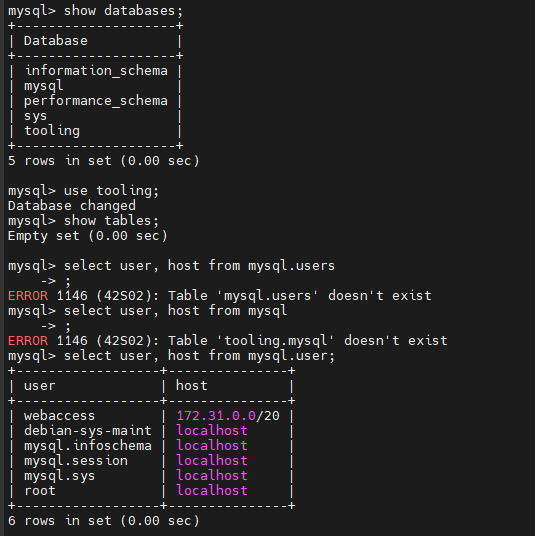 mysql> show databases;
+--------------------+
| Database           |
+--------------------+
| information_schema |
| mysql              |
| performance_schema |
| sys                |
| tooling            |
+--------------------+
5 rows in set (0.00 sec)

mysql> use tooling;
Database changed
mysql> show tables;
Empty set (0.00 sec)

mysql> select user, host from mysql.users
    -> ;
ERROR 1146 (42S02): Table 'mysql.users' doesn't exist
mysql> select user, host from mysql
    -> ;
ERROR 1146 (42S02): Table 'tooling.mysql' doesn't exist
mysql> select user, host from mysql.user;
+------------------+---------------+
| user             | host          |
+------------------+---------------+
| webaccess        | 172.31.0.0/20 |
| debian-sys-maint | localhost     |
| mysql.infoschema | localhost     |
| mysql.session    | localhost     |
| mysql.sys        | localhost     |
| root             | localhost     |
+------------------+---------------+
6 rows in set (0.00 sec)